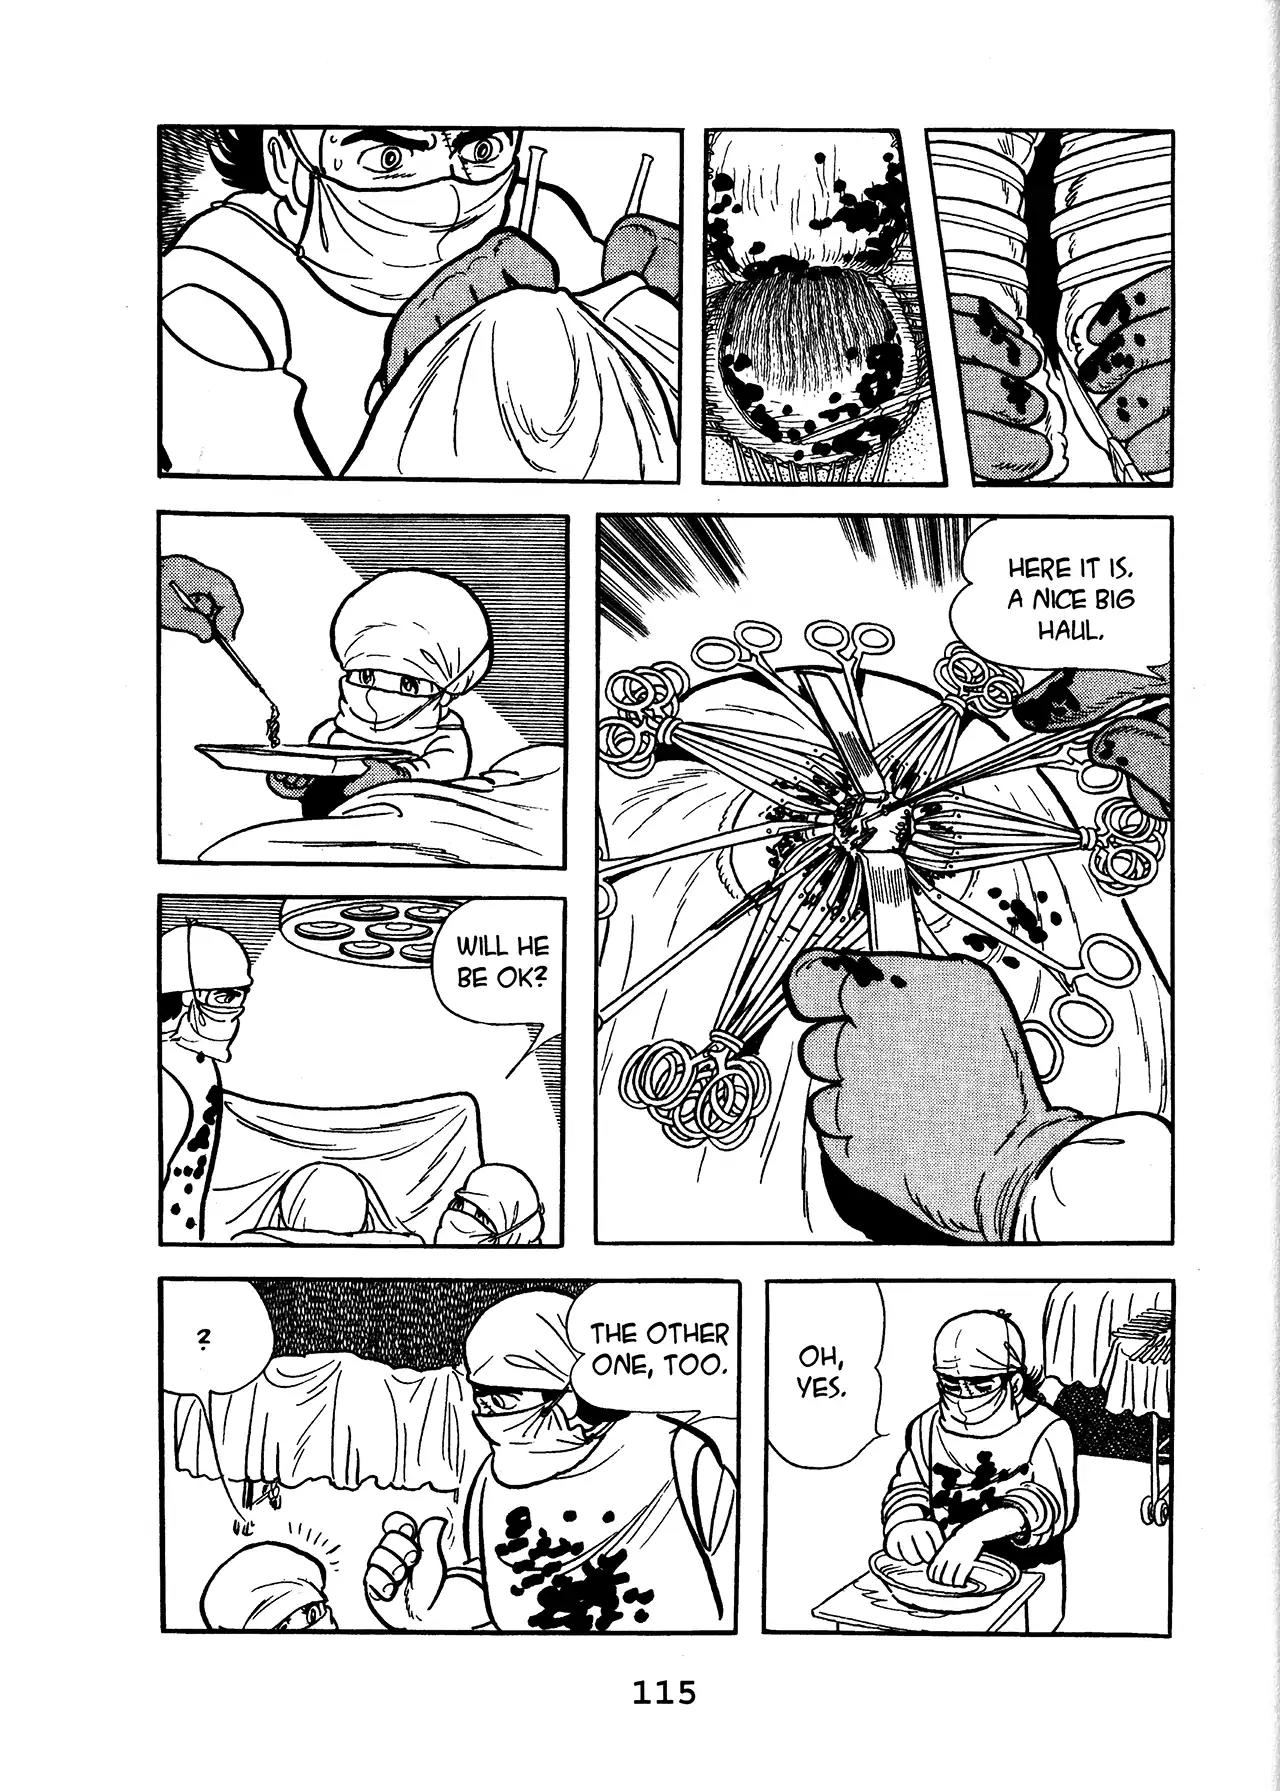 HERE IT IS.
A NICE BIG
HAUL.
WILL HE
BE OK?
OH,
YES.
THE OTHER
ONE, TOO.
?
115